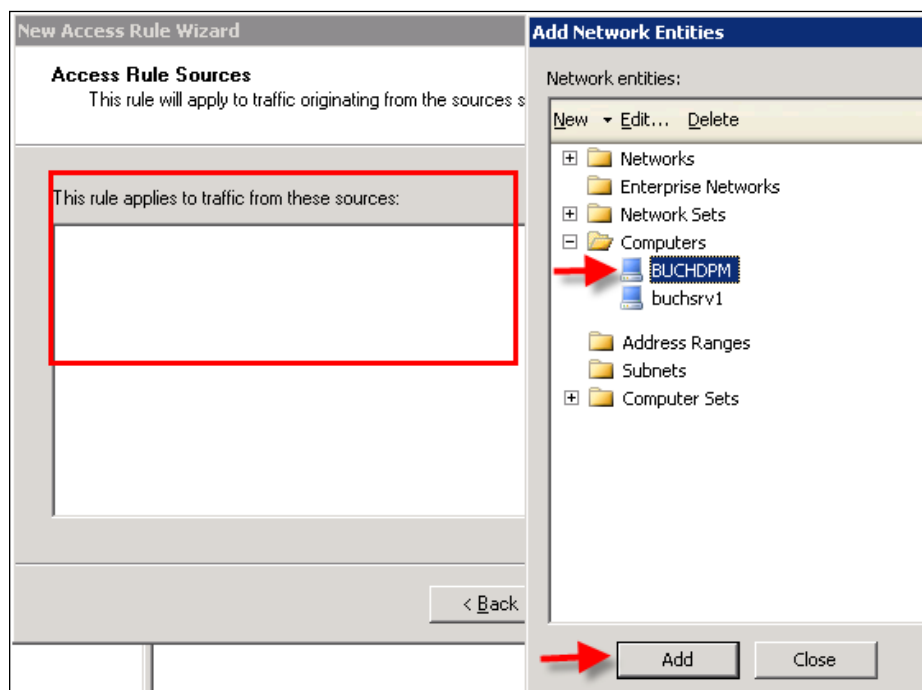 New Access Rule Wizard
Access Rule Sources
This rule will apply to traffic originating from the sources s
This rule applies to traffic from these sources:
< Back
Add Network Entities
Network entities:
New Edit... Delete
Networks
Enterprise Networks
Network Sets
Computers
BUCHDPM
buchsrv1
Address Ranges
Subnets
Computer Sets
Add Close